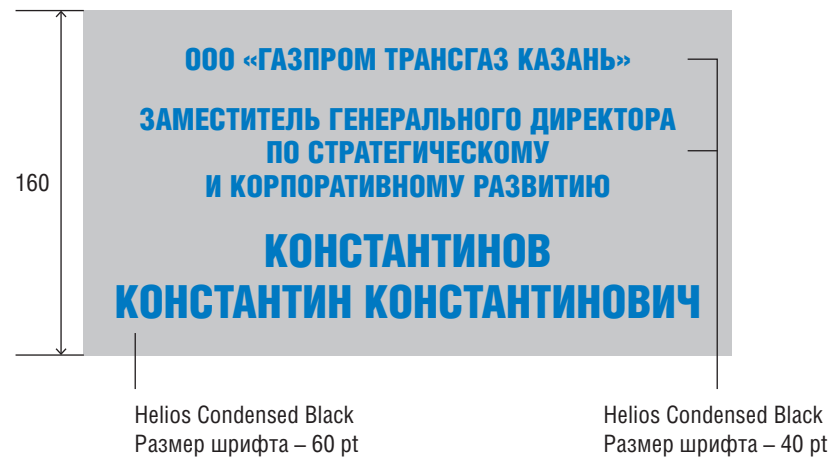 ООО «ГАЗПРОМ ТРАНСГАЗ КАЗАНЬ»
ЗАМЕСТИТЕЛЬ ГЕНЕРАЛЬНОГО ДИРЕКТОРА
ПО СТРАТЕГИЧЕСКОМУ
И КОРПОРАТИВНОМУ РАЗВИТИЮ
160
КОНСТАНТИНОВ
КОНСТАНТИН КОНСТАНТИНОВИЧ
Helios Condensed Black
Размер шрифта – 60 pt
Helios Condensed Black
Размер шрифта – 40 pt